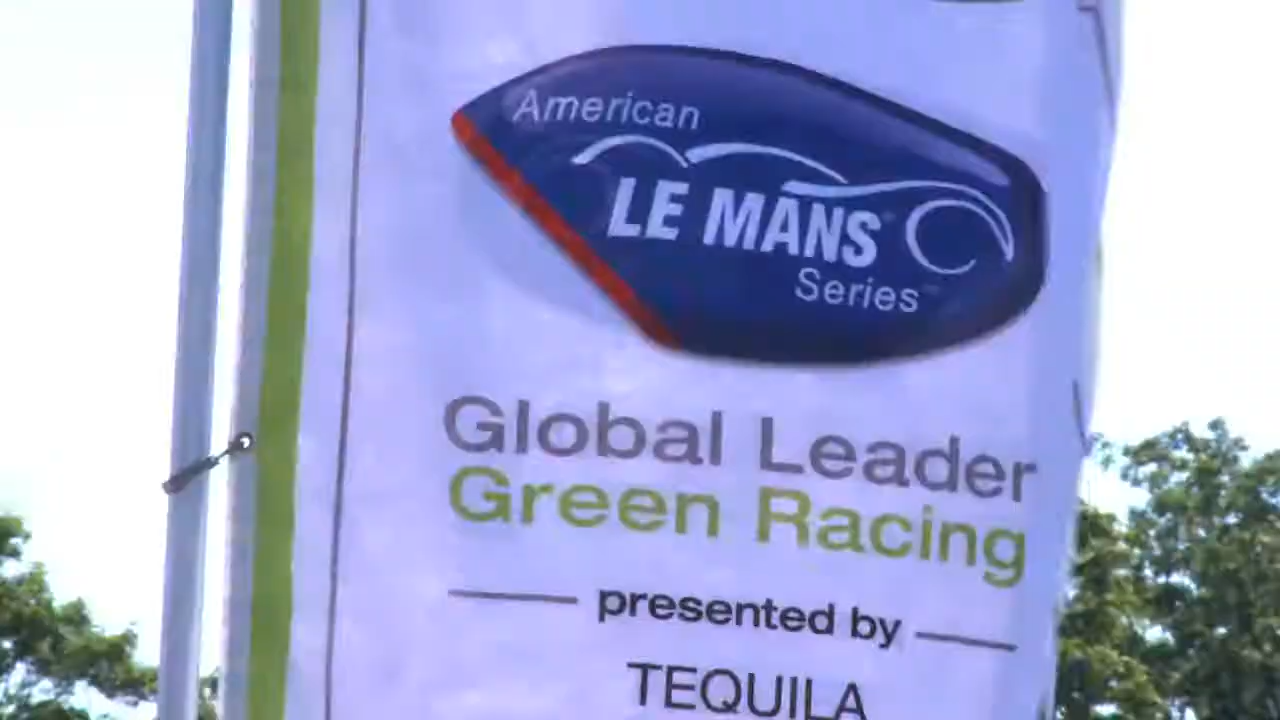 American
LE MANS
Series
Global Leader
Green Racing
presented by
TEQUILA